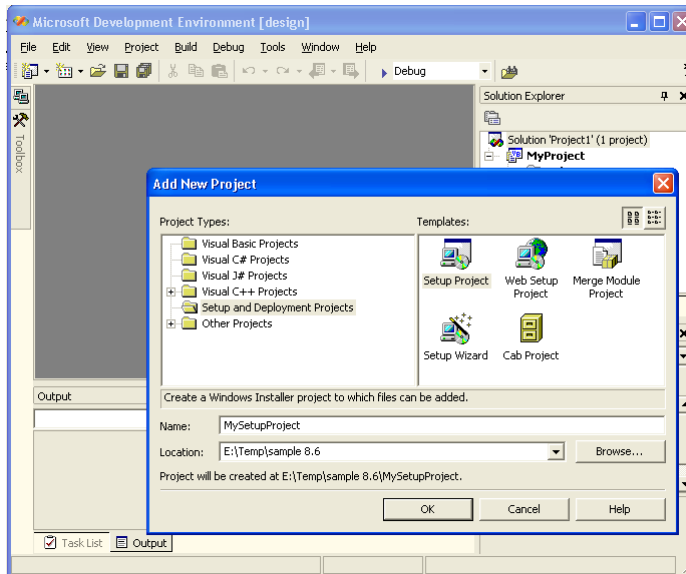 Microsoft Development Environment [design]
File Edit View Project Build Debug Tools Window Help
Debug
Solution Explorer
Toolbox
Solution 'Project1' (1 project)
MyProject
Add New Project
Project Types:
Templates:
Visual Basic Projects
Visual C# Projects
Visual J# Projects
Visual C++ Projects
Setup and Deployment Projects
Other Projects
Setup Project
Web Setup Project
Merge Module Project
Setup Wizard
Cab Project
Create a Windows Installer project to which files can be added.
Name: MySetupProject
Location: E:\Temp\sample 8.6 Browse...
Project will be created at E:\Temp\sample 8.6\MySetupProject.
OK Cancel Help
Output
Task List Output